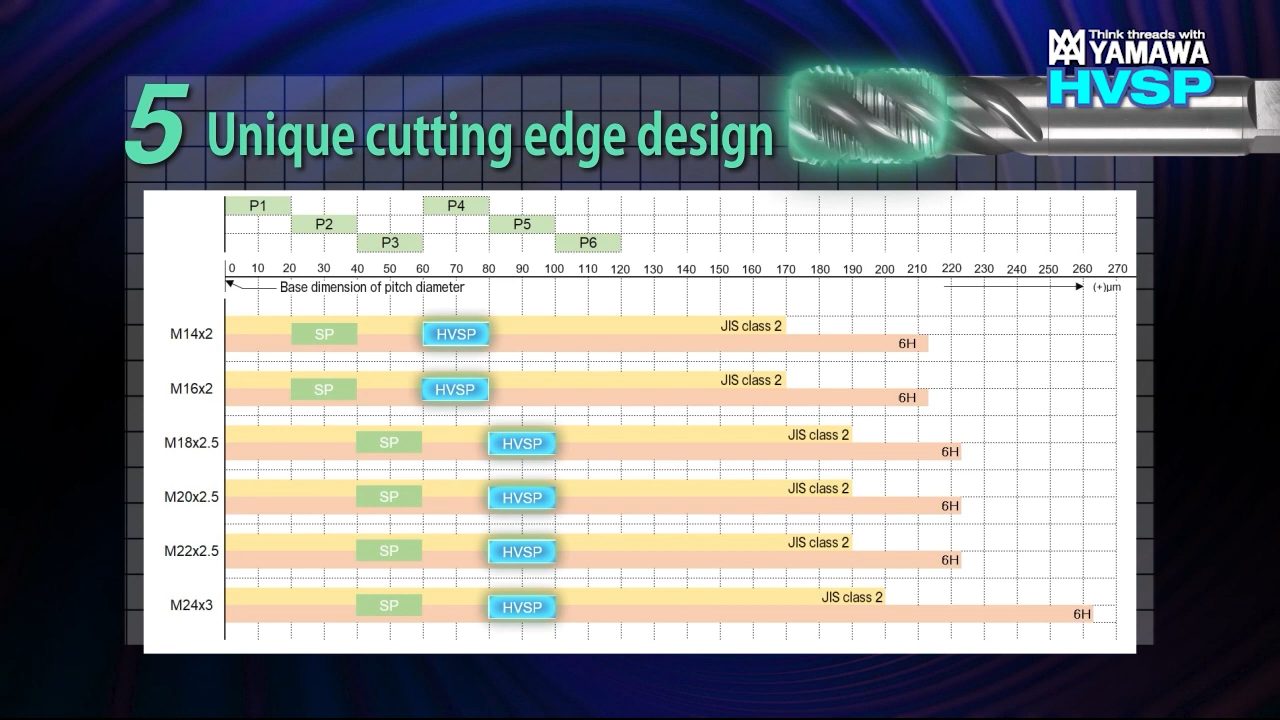 Think threads with
YAMAWA
HVSP
5 Unique cutting edge design
P1
P4
P2
P5
P3
P6
0 10 20 30 40 50 60 70 80 90 100 110 120 130 140 150 160 170 180 190 200 210 220 230 240 250 260 270
Base dimension of pitch diameter
(+)μm
M14x2 SP HVSP JIS class 2
6H
M16x2 SP HVSP JIS class 2
6H
M18x2.5 SP HVSP JIS class 2
6H
M20x2.5 SP HVSP JIS class 2
6H
M22x2.5 SP HVSP JIS class 2
6H
M24x3 SP HVSP JIS class 2
6H